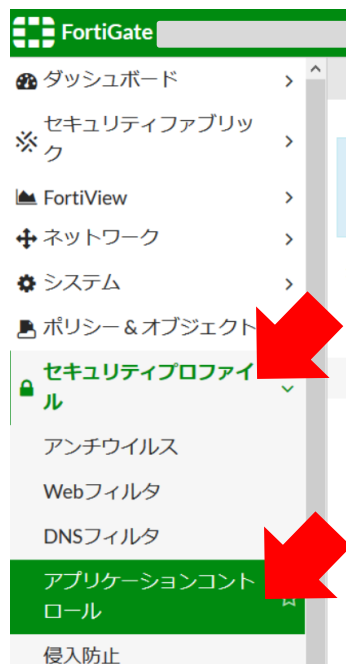 FortiGate
ダッシュボード
セキュリティファブリッ
ク
FortiView
ネットワーク
システム
ポリシー & オブジェクト
セキュリティプロファイ
ル
アンチウイルス
Webフィルタ
DNSフィルタ
アプリケーションコント
ロール
侵入防止